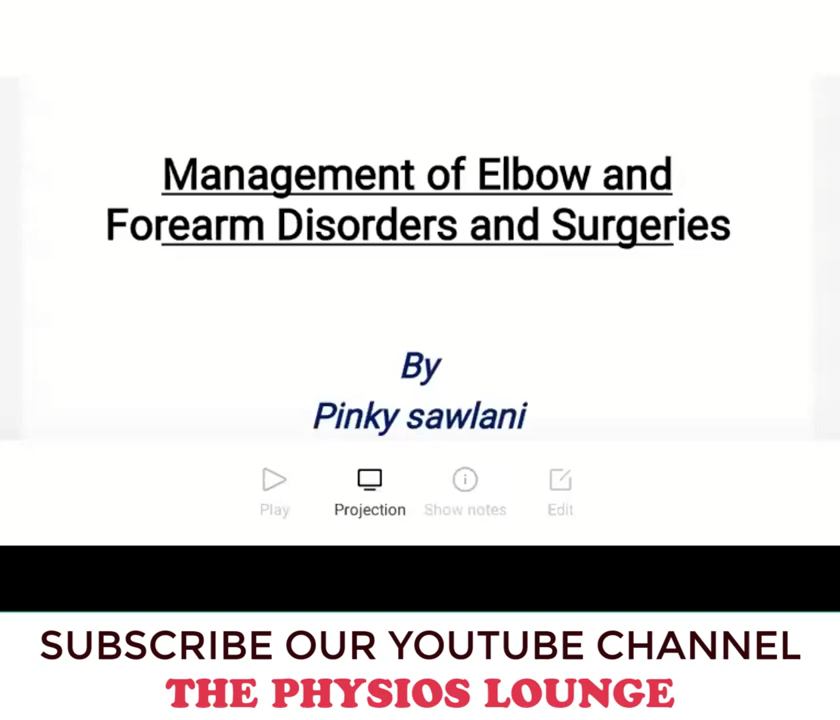 Management of Elbow and
Forearm Disorders and Surgeries
By
Pinky sawlani
Play Projection Show notes Edit
SUBSCRIBE OUR YOUTUBE CHANNEL
THE PHYSIOS LOUNGE